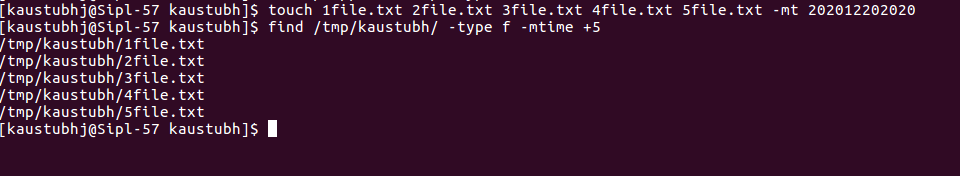 [kaustubhj@Sipl-57 kaustubh]$ touch 1file.txt 2file.txt 3file.txt 4file.txt 5file.txt -mt 202012202020
[kaustubhj@Sipl-57 kaustubh]$ find /tmp/kaustubh/ -type f -mtime +5
/tmp/kaustubh/1file.txt
/tmp/kaustubh/2file.txt
/tmp/kaustubh/3file.txt
/tmp/kaustubh/4file.txt
/tmp/kaustubh/5file.txt
[kaustubhj@Sipl-57 kaustubh]$